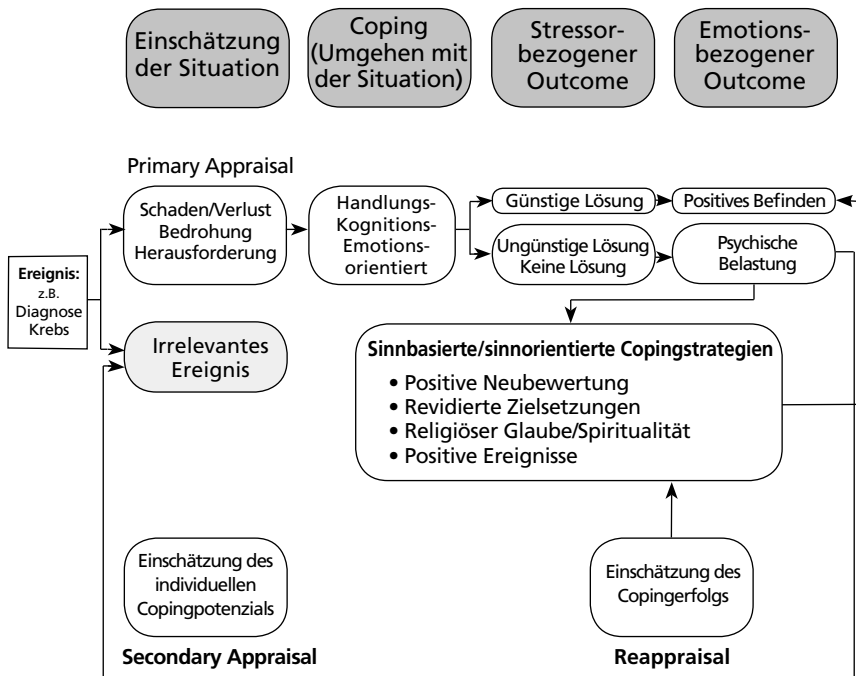 Einschätzung
der Situation
Coping
(Umgehen mit
der Situation)
Stressor-
bezogener
Outcome
Emotions-
bezogener
Outcome
Primary Appraisal
Schaden/Verlust
Bedrohung
Herausforderung
Handlungs-
Kognitions-
Emotions-
orientiert
Günstige Lösung
Positives Befinden
Ungünstige Lösung
Keine Lösung
Psychische
Belastung
Ereignis:
z.B.
Diagnose
Krebs
Irrelevantes
Ereignis
Sinnbasierte/sinnorientierte Copingstrategien
• Positive Neubewertung
• Revidierte Zielsetzungen
• Religiöser Glaube/Spiritualität
• Positive Ereignisse
Einschätzung des
individuellen
Copingpotenzials
Einschätzung des
Copingerfolgs
Secondary Appraisal
Reappraisal